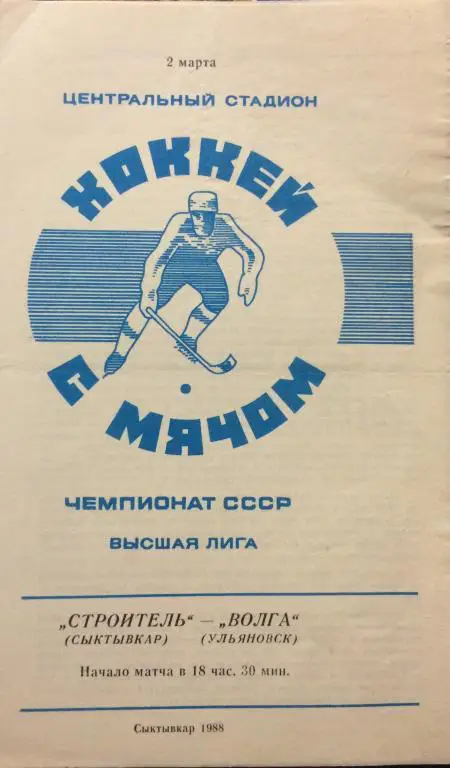 2 марта
ЦЕНТРАЛЬНЫЙ СТАДИОН
ХОККЕЙ
С МЯЧОМ
ЧЕМПИОНАТ СССР
ВЫСШАЯ ЛИГА
„СТРОИТЕЛЬ“ — „ВОЛГА“
(СЫКТЫВКАР) (УЛЬЯНОВСК)
Начало матча в 18 час. 30 мин.
Сыктывкар 1988